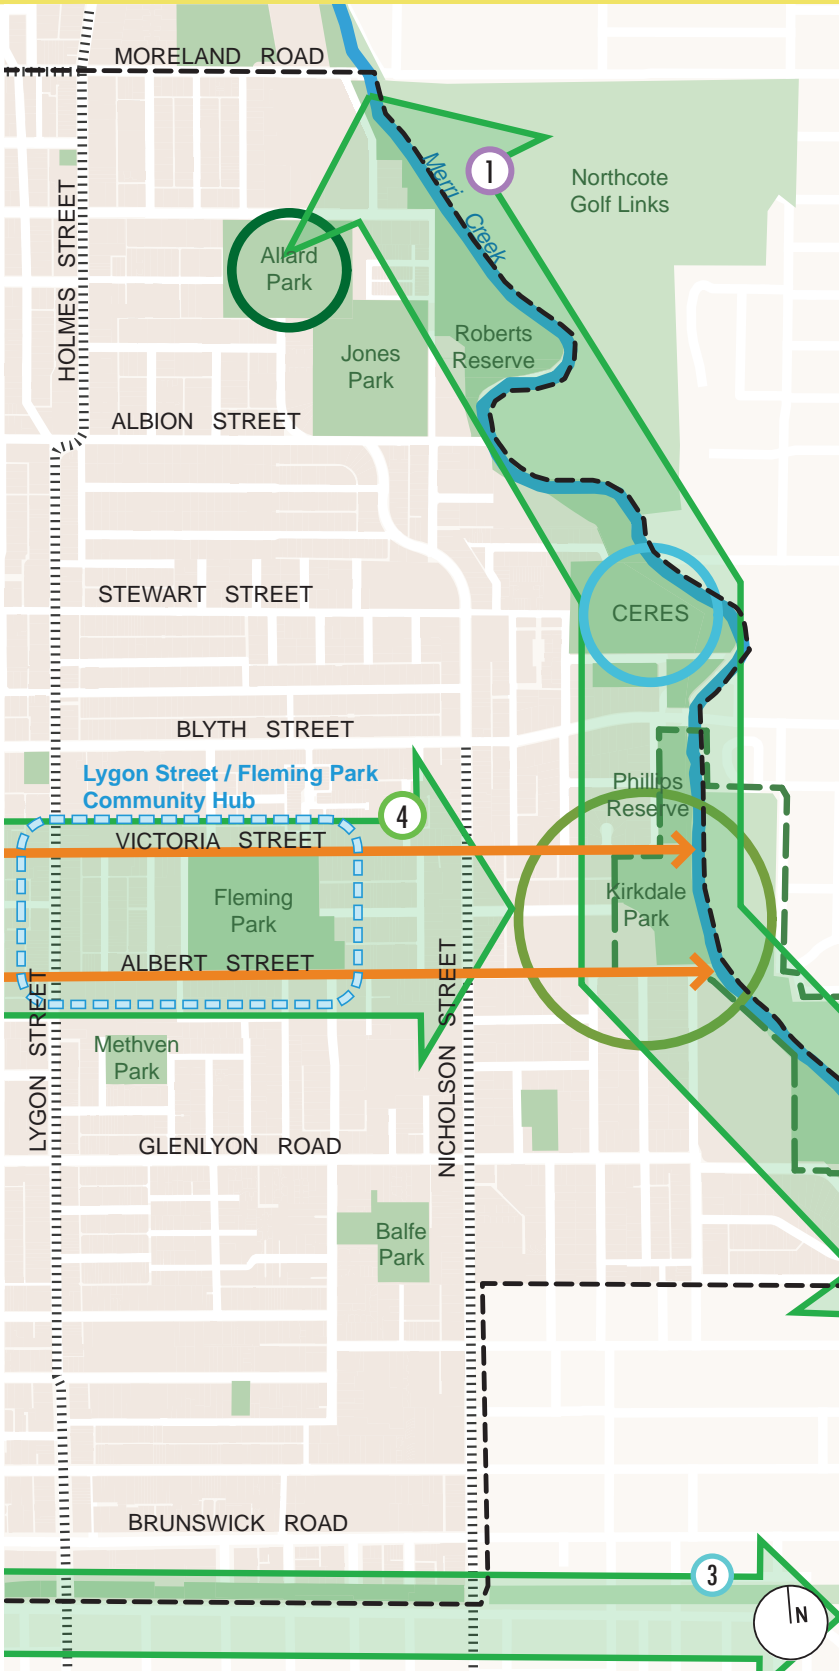 MORELAND ROAD
Merri Creek
1
Northcote
Golf Links
HOLMES STREET
Allard
Park
Roberts
Reserve
Jones
Park
ALBION STREET
STEWART STREET
CERES
BLYTH STREET
Lygon Street / Fleming Park
Community Hub
Phillips
Reserve
4
VICTORIA STREET
Fleming
Park
Kirkdale
Park
ALBERT STREET
LYGON STREET
NICHOLSON STREET
Methven
Park
GLENLYON ROAD
Balfe
Park
BRUNSWICK ROAD
3
N